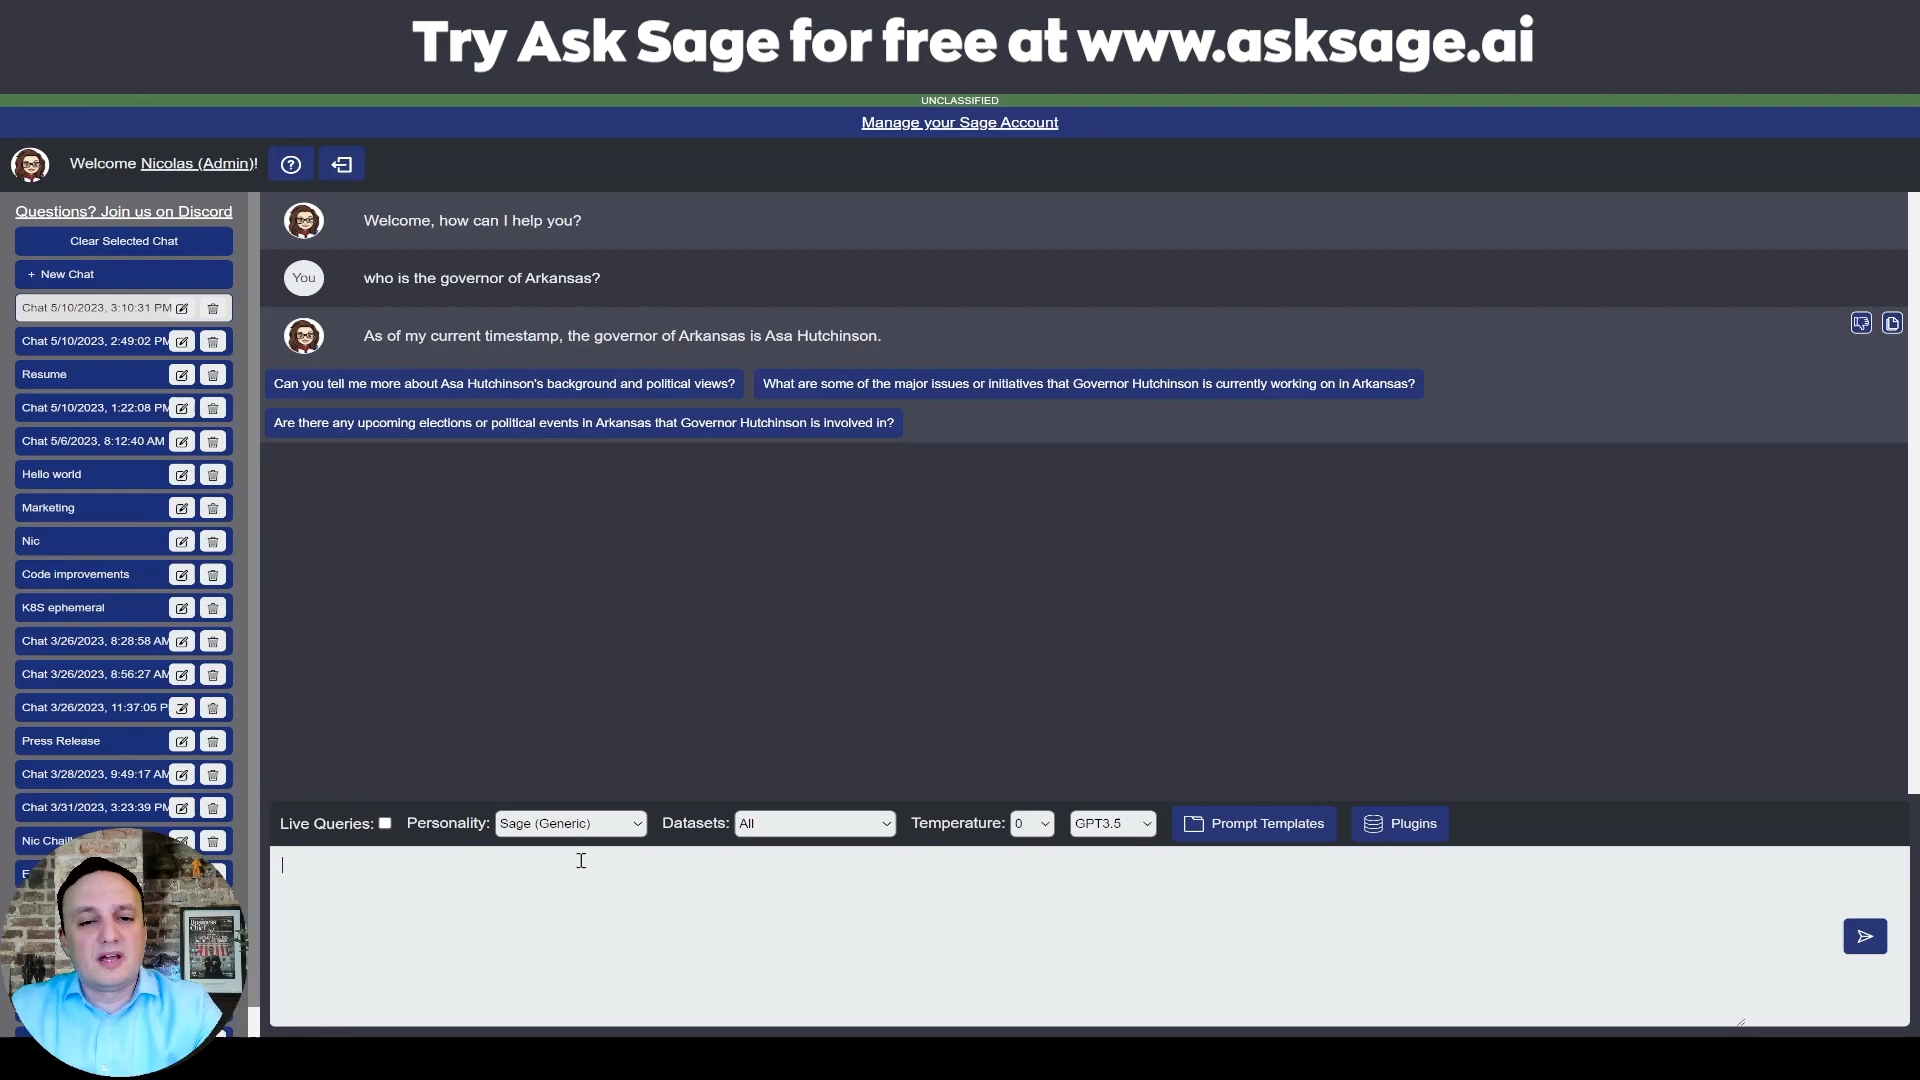 Try Ask Sage for free at www.asksage.ai
UNCLASSIFIED
Manage your Sage Account
Welcome Nicolas (Admin)!
Questions? Join us on Discord
Clear Selected Chat
+ New Chat
Chat 5/10/2023, 3:10:31 PM
Chat 5/10/2023, 2:49:02 PM
Resume
Chat 5/10/2023, 1:22:08 PM
Chat 5/6/2023, 8:12:40 AM
Hello world
Marketing
Nic
Code improvements
K8S ephemeral
Chat 3/26/2023, 8:28:58 AM
Chat 3/26/2023, 8:56:27 AM
Chat 3/26/2023, 11:37:05 P
Press Release
Chat 3/28/2023, 9:49:17 AM
Chat 3/31/2023, 3:23:39 PM
Nic Chail
Welcome, how can I help you?
You
who is the governor of Arkansas?
As of my current timestamp, the governor of Arkansas is Asa Hutchinson.
Can you tell me more about Asa Hutchinson's background and political views?
What are some of the major issues or initiatives that Governor Hutchinson is currently working on in Arkansas?
Are there any upcoming elections or political events in Arkansas that Governor Hutchinson is involved in?
Live Queries: Personality: Sage (Generic) Datasets: All Temperature: 0 GPT3.5 Prompt Templates Plugins